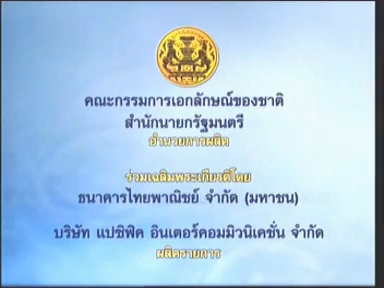 คณะกรรมการเอกลักษณ์ของชาติ
สำนักนายกรัฐมนตรี
อำนวยการผลิต
ร่วมเฉลิมพระเกียรติโดย
ธนาคารไทยพาณิชย์ จำกัด (มหาชน)
บริษัท แปซิฟิค อินเตอร์คอมมิวนิเคชั่น จำกัด
ผลิตรายการ